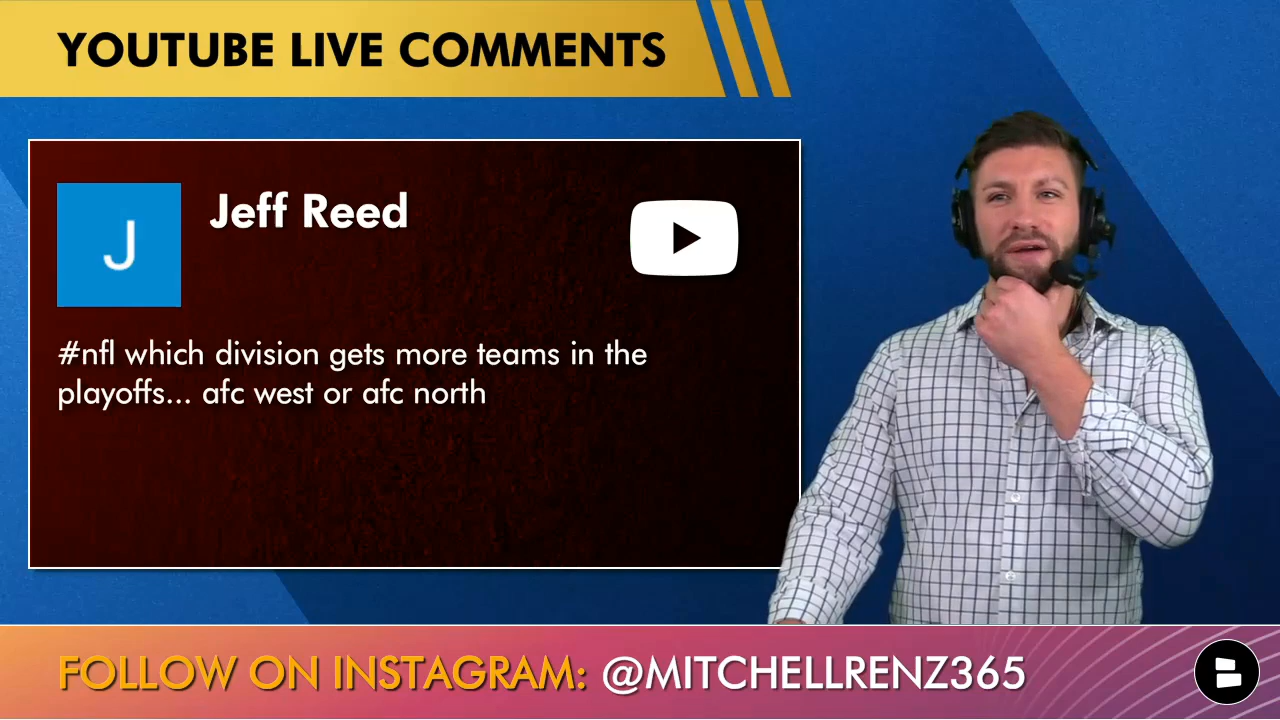 YOUTUBE LIVE COMMENTS
J
Jeff Reed
#nfl which division gets more teams in the
playoffs... afc west or afc north
FOLLOW ON INSTAGRAM: @MITCHELLRENZ365